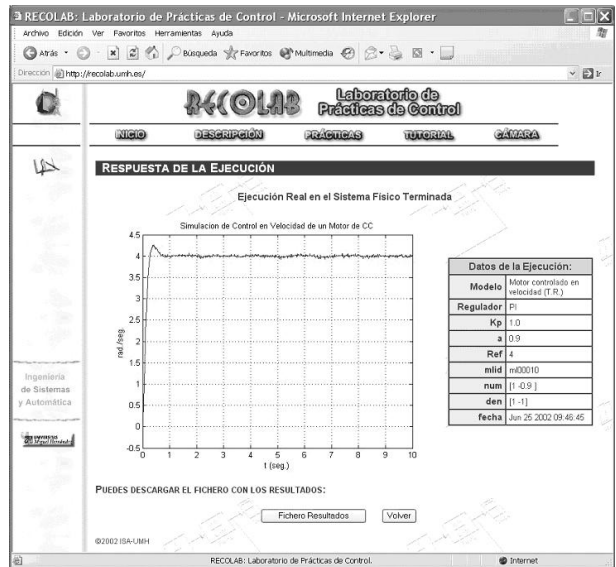 RECOLAB: Laboratorio de Prácticas de Control - Microsoft Internet Explorer
Archivo Edición Ver Favoritos Herramientas Ayuda
Atrás Búsqueda Favoritos Multimedia
Dirección http://recolab.umh.es/ Ir
RECOLAB Laboratorio de
Prácticas de Control
INICIO DESCRIPCIÓN PRÁCTICAS TUTORIAL CÁMARA
RESPUESTA DE LA EJECUCIÓN
Ejecución Real en el Sistema Físico Terminada
Simulacion de Control en Velocidad de un Motor de CC
4.5
4
3.5
3
2.5
2
1.5
1
0.5
0
-0.5
rad./seg.
0 1 2 3 4 5 6 7 8 9 10
t (seg.)
Datos de la Ejecución:
Modelo Motor controlado en
velocidad (T.R.)
Regulador PI
Kp 1.0
a 0.9
Ref 4
mlid ml00010
num [1 -0.9 ]
den [1 -1]
fecha Jun 25 2002 09:46:45
Ingeniería
de Sistemas
y Automática
Miguel Hernández
PUEDES DESCARGAR EL FICHERO CON LOS RESULTADOS:
Fichero Resultados Volver
©2002 ISA-UMH
RECOLAB: Laboratorio de Prácticas de Control. Internet